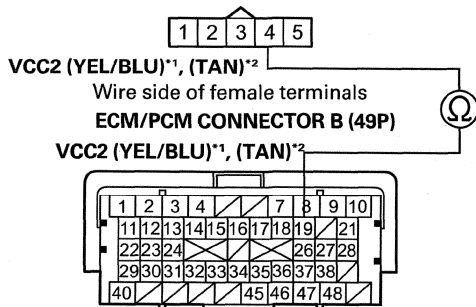 1 2 3 4 5
VCC2 (YEL/BLU)*1, (TAN)*2
Wire side of female terminals
Ω
ECM/PCM CONNECTOR B (49P)
VCC2 (YEL/BLU)*1, (TAN)*2
1 2 3 4 7 8 9 10
11 12 13 14 15 16 17 18 19 21
22 23 24 26 27 28
29 30 31 32 33 34 35 36 37 38
40 45 46 47 48